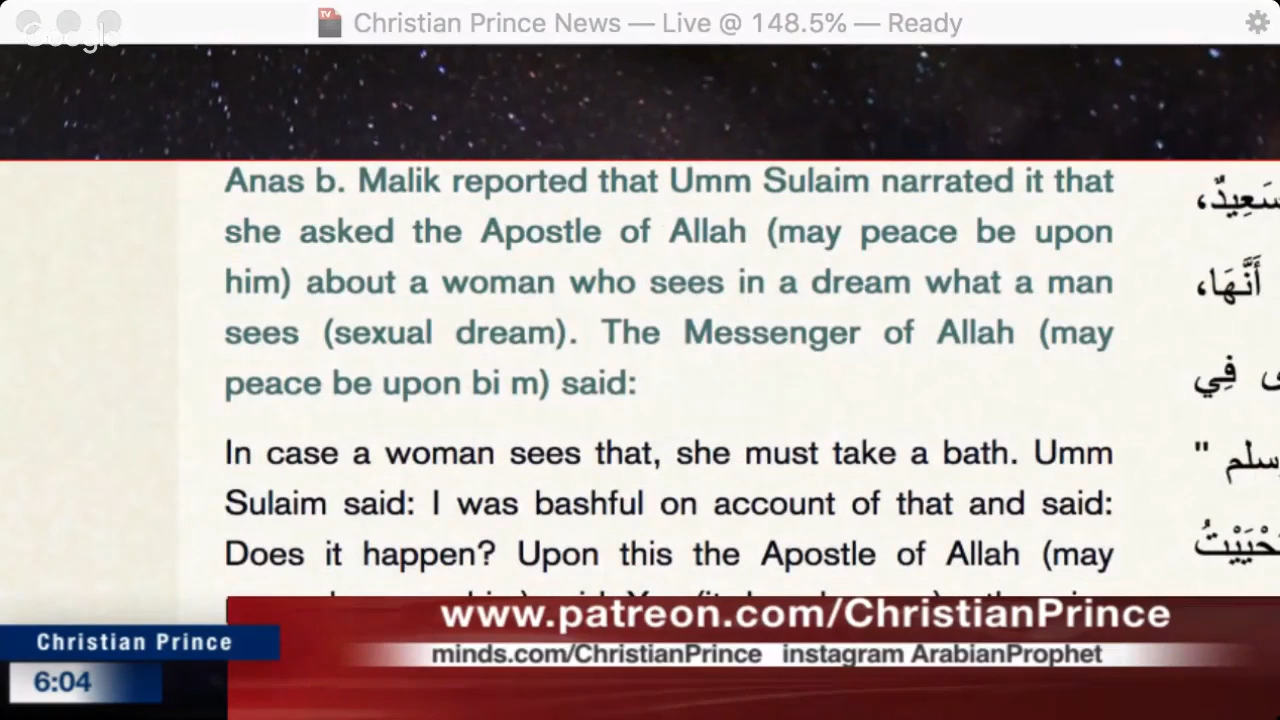 TV Christian Prince News — Live @ 148.5% — Ready
Google
Anas b. Malik reported that Umm Sulaim narrated it that
she asked the Apostle of Allah (may peace be upon
him) about a woman who sees in a dream what a man
sees (sexual dream). The Messenger of Allah (may
peace be upon bi m) said:
سَعِيدٌ،
أَنَّهَا،
فِي
وسلم "
In case a woman sees that, she must take a bath. Umm
Sulaim said: I was bashful on account of that and said:
Does it happen? Upon this the Apostle of Allah (may
www.patreon.com/ChristianPrince
minds.com/ChristianPrince instagram ArabianProphet
Christian Prince
6:04